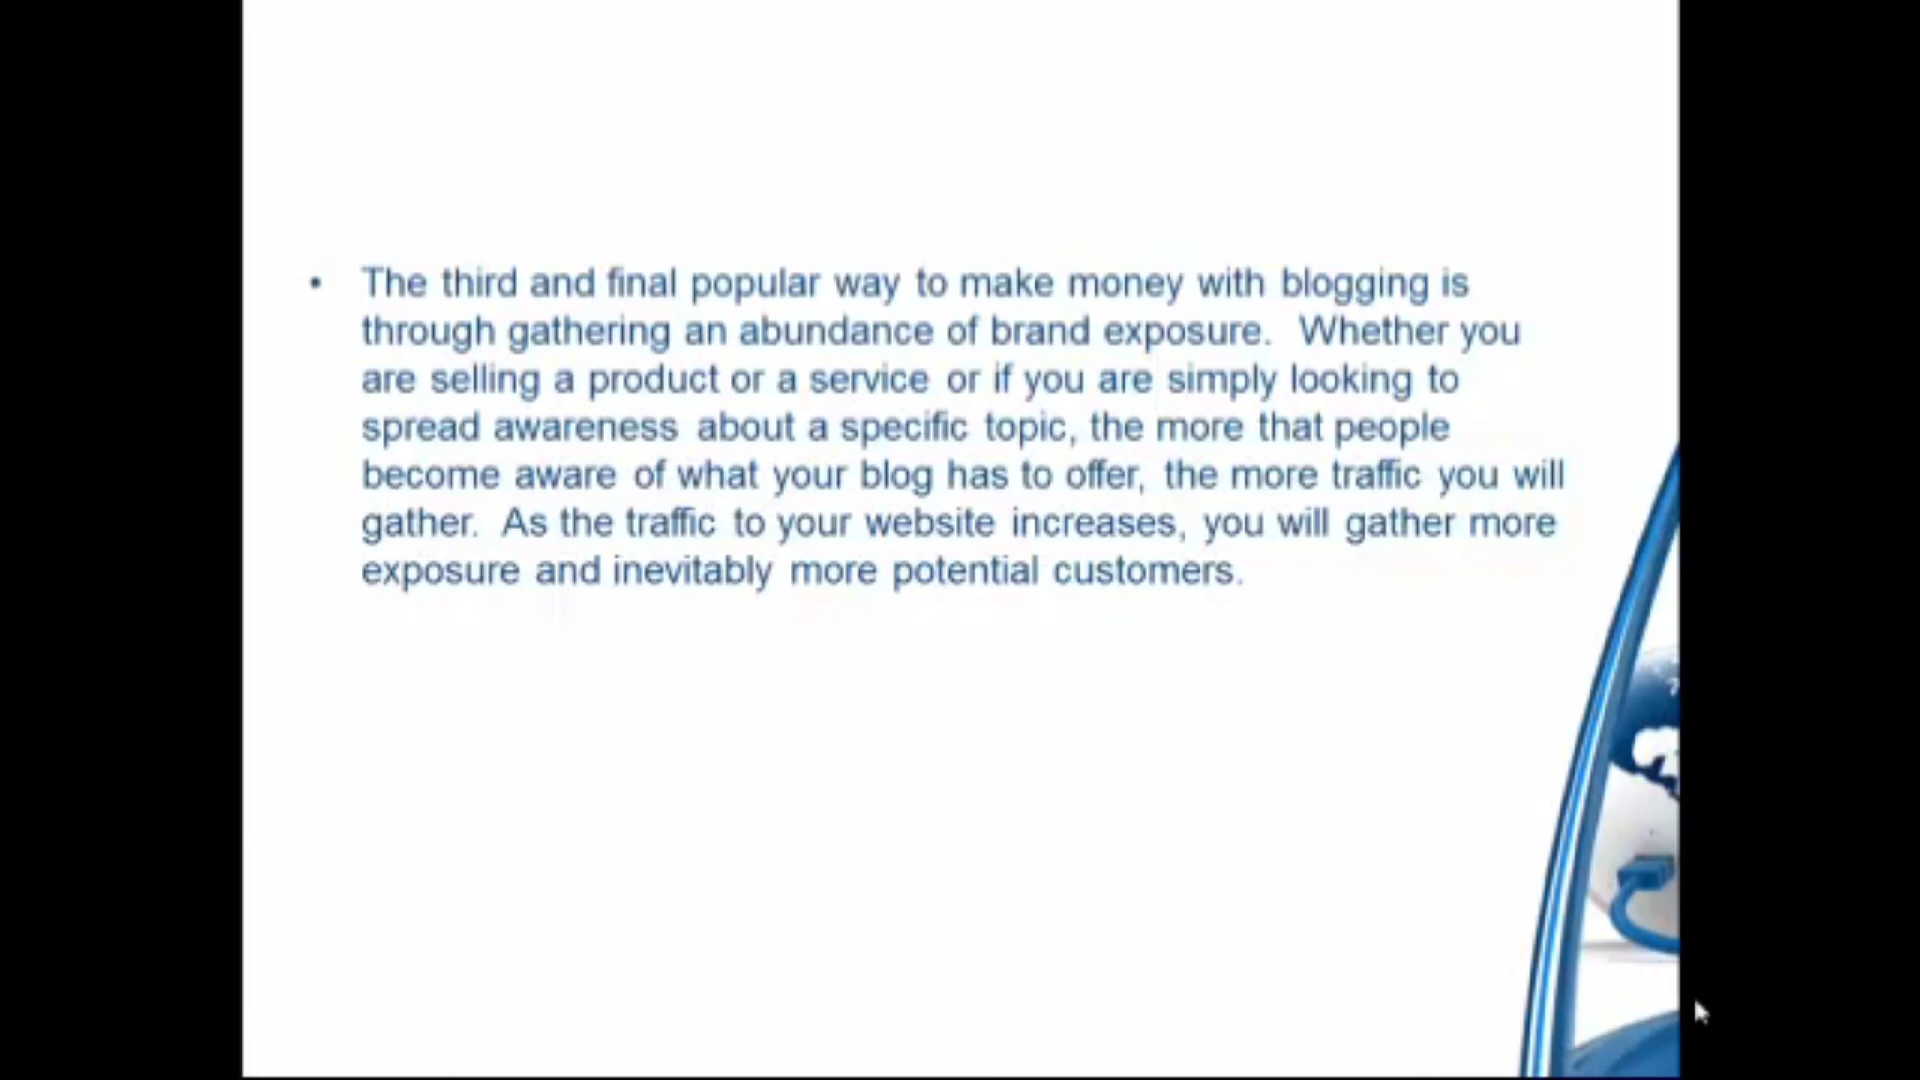 • The third and final popular way to make money with blogging is
through gathering an abundance of brand exposure.  Whether you
are selling a product or a service or if you are simply looking to
spread awareness about a specific topic, the more that people
become aware of what your blog has to offer, the more traffic you will
gather.  As the traffic to your website increases, you will gather more
exposure and inevitably more potential customers.